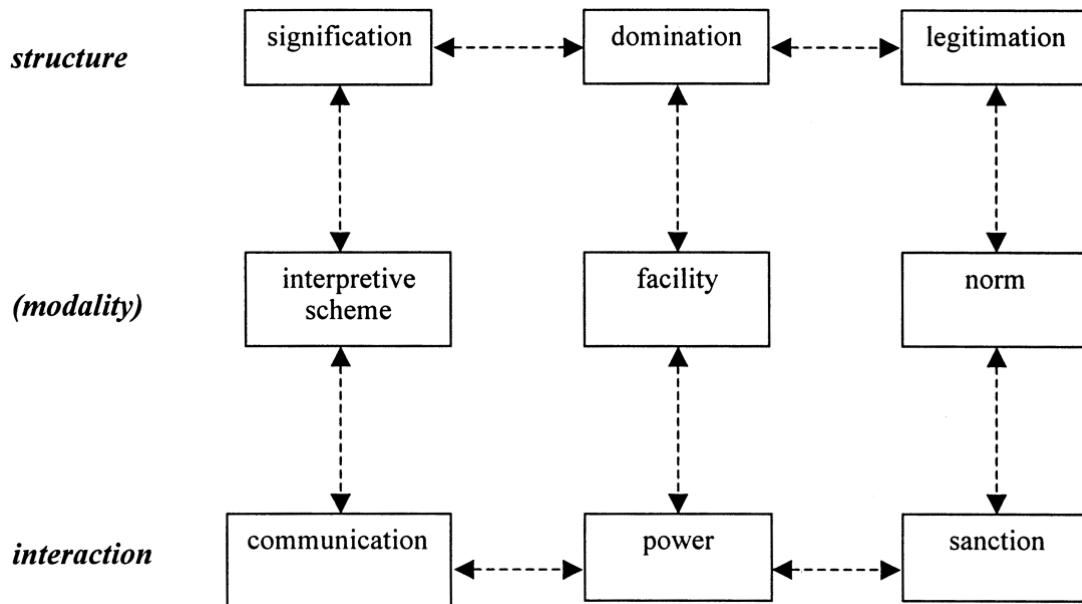 structure
signification
domination
legitimation
(modality)
interpretive
scheme
facility
norm
interaction
communication
power
sanction